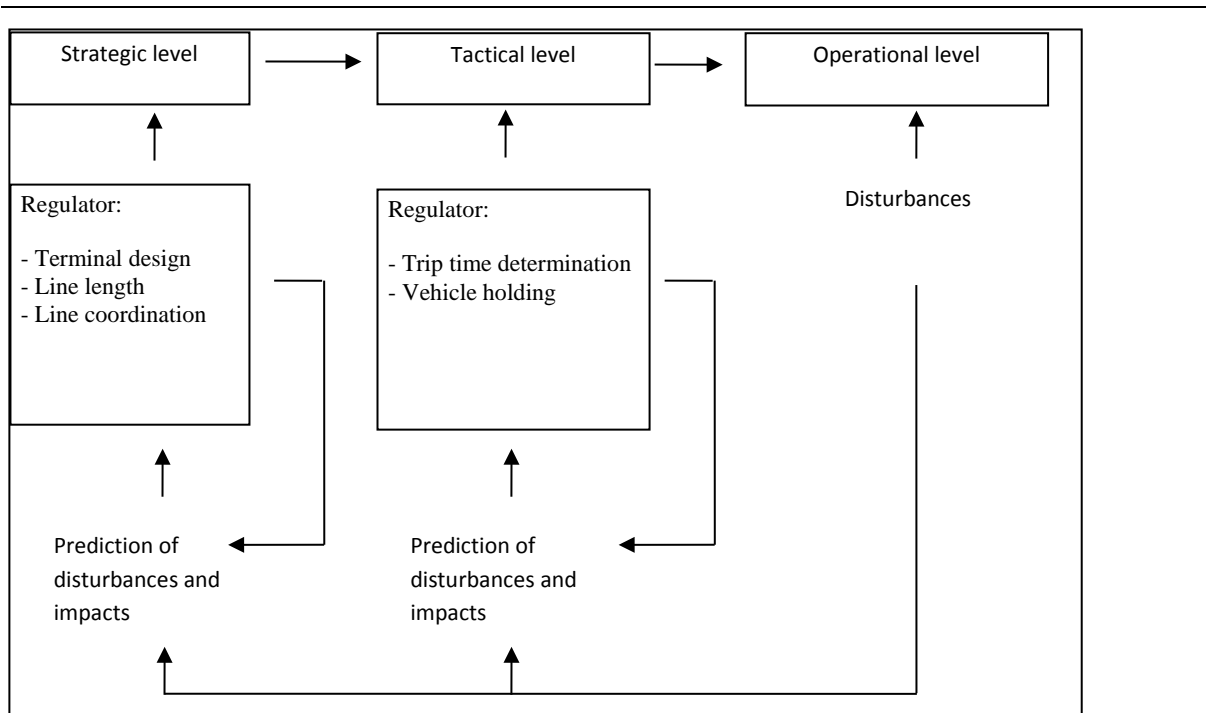 Strategic level
Tactical level
Operational level
Regulator:
- Terminal design
- Line length
- Line coordination
Regulator:
- Trip time determination
- Vehicle holding
Disturbances
Prediction of
disturbances and
impacts
Prediction of
disturbances and
impacts